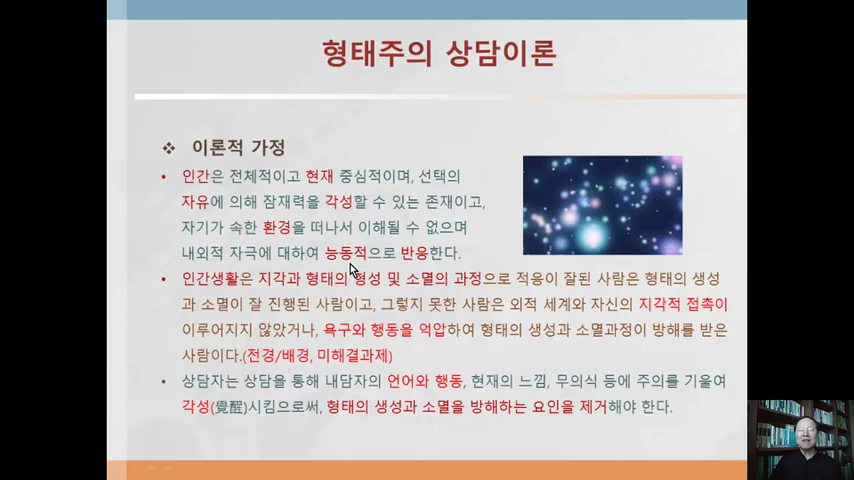 형태주의 상담이론
❖ 이론적 가정
• 인간은 전체적이고 현재 중심적이며, 선택의
자유에 의해 잠재력을 각성할 수 있는 존재이고,
자기가 속한 환경을 떠나서 이해될 수 없으며
내외적 자극에 대하여 능동적으로 반응한다.
• 인간생활은 지각과 형태의 형성 및 소멸의 과정으로 적응이 잘된 사람은 형태의 생성
과 소멸이 잘 진행된 사람이고, 그렇지 못한 사람은 외적 세계와 자신의 지각적 접촉이
이루어지지 않았거나, 욕구와 행동을 억압하여 형태의 생성과 소멸과정이 방해를 받은
사람이다.(전경/배경, 미해결과제)
• 상담자는 상담을 통해 내담자의 언어와 행동, 현재의 느낌, 무의식 등에 주의를 기울여
각성(覺醒)시킴으로써, 형태의 생성과 소멸을 방해하는 요인을 제거해야 한다.